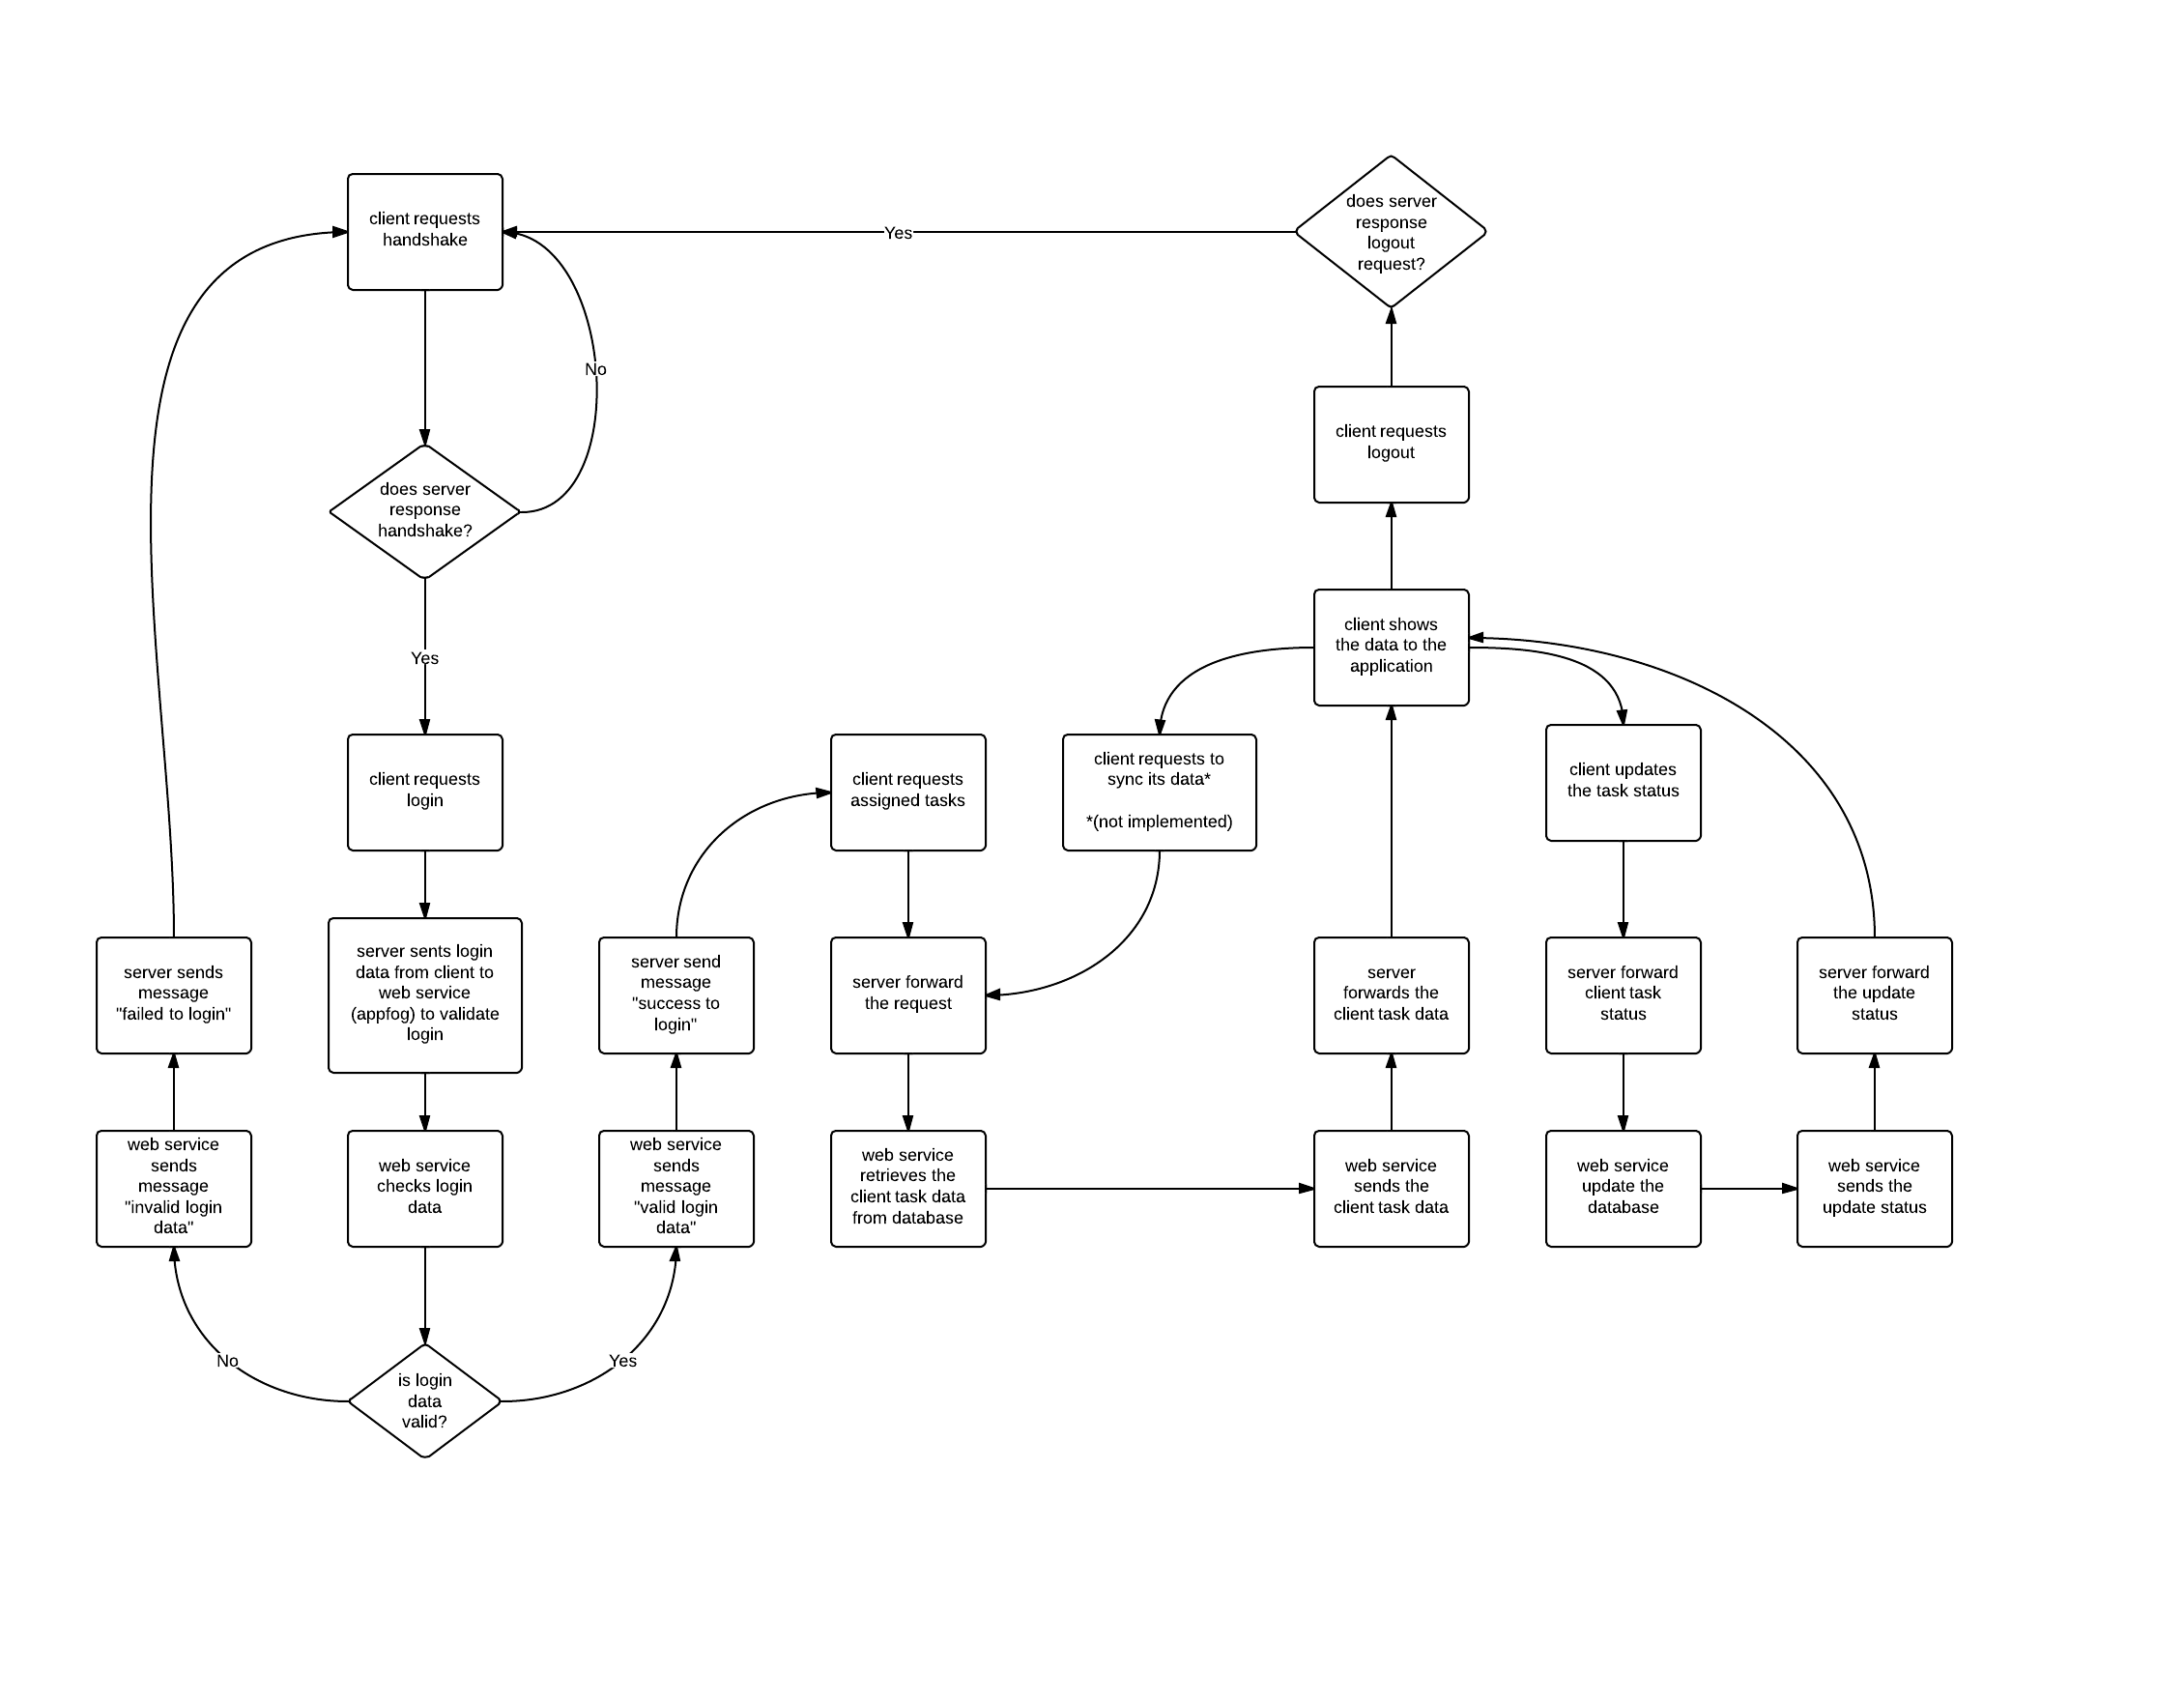 client requests
handshake
Yes
does server
response
logout
request?
No
client requests
logout
does server
response
handshake?
Yes
client shows
the data to the
application
client requests
login
client requests
assigned tasks
client requests to
sync its data*
*(not implemented)
client updates
the task status
server sends
message
"failed to login"
server sents login
data from client to
web service
(appfog) to validate
login
server send
message
"success to
login"
server forward
the request
server
forwards the
client task data
server forward
client task
status
server forward
the update
status
web service
sends
message
"invalid login
data"
web service
checks login
data
web service
sends
message
"valid login
data"
web service
retrieves the
client task data
from database
web service
sends the
client task data
web service
update the
database
web service
sends the
update status
No
Yes
is login
data
valid?